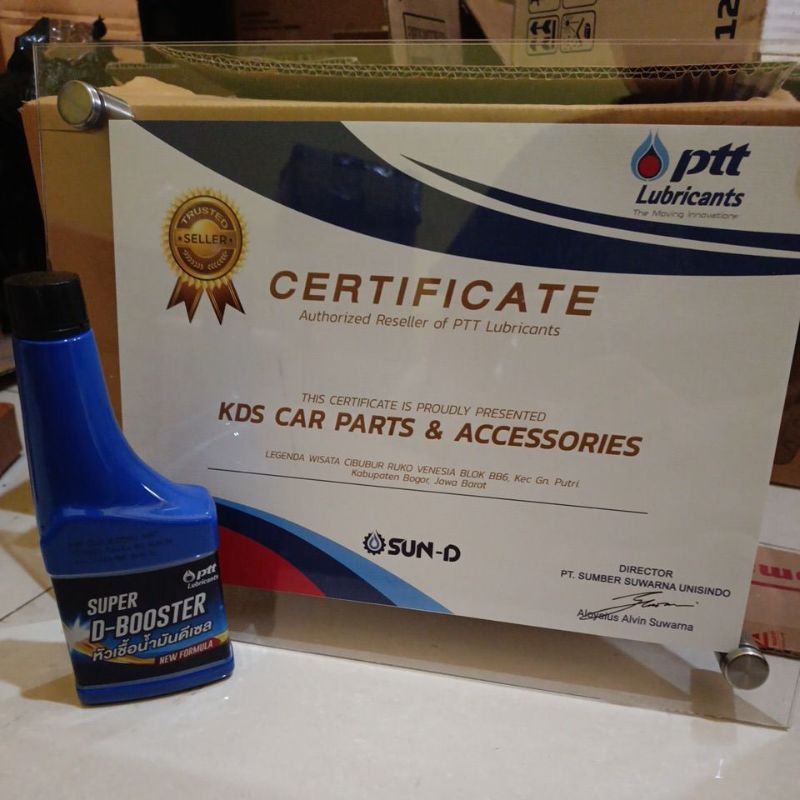 12
ptt
Lubricants
The Moving Innovations
TRUSTED
SELLER
CERTIFICATE
Authorized Reseller of PTT Lubricants
THIS CERTIFICATE IS PROUDLY PRESENTED
KDS CAR PARTS & ACCESSORIES
LEGENDA WISATA CIBUBUR RUKO VENESIA BLOK BB6, Kec Gn. Putri.
Kabupaten Bogor, Jawa Barat
SUN-D
DIRECTOR
PT. SUMBER SUWARNA UNISINDO
Aloysius Alvin Suwarna
ptt
Lubricants
SUPER
D-BOOSTER
หัวเชื้อน้ำมันดีเซล
NEW FORMULA